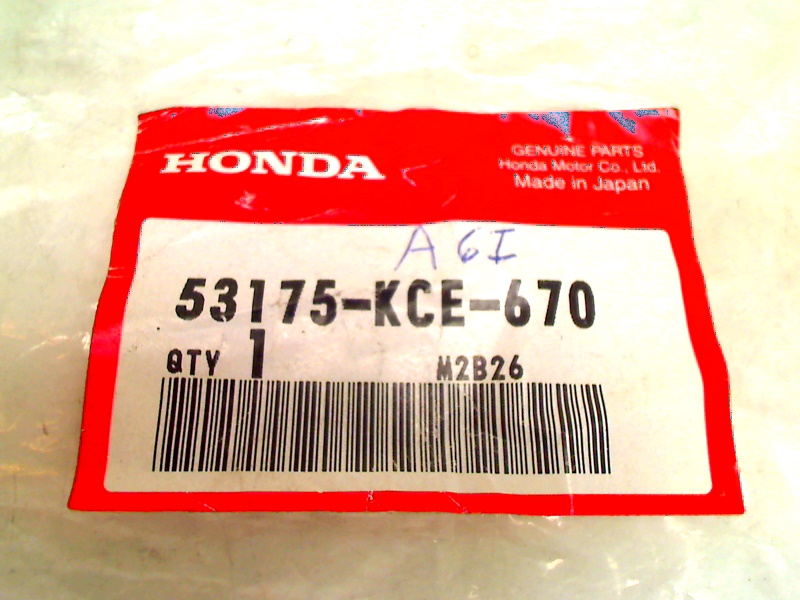 HONDA
GENUINE PARTS
Honda Motor Co., Ltd.
Made in Japan
A6I
53175-KCE-670
QTY 1 M2B26